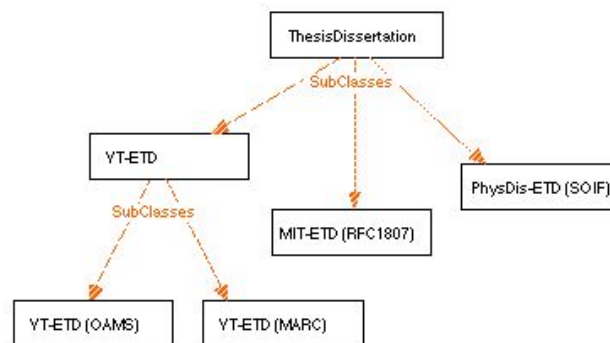 ThesisDissertation
SubClasses
VT-ETD
PhysDis-ETD (SOIF)
SubClasses
MIT-ETD (RFC1807)
VT-ETD (OAMS)
VT-ETD (MARC)